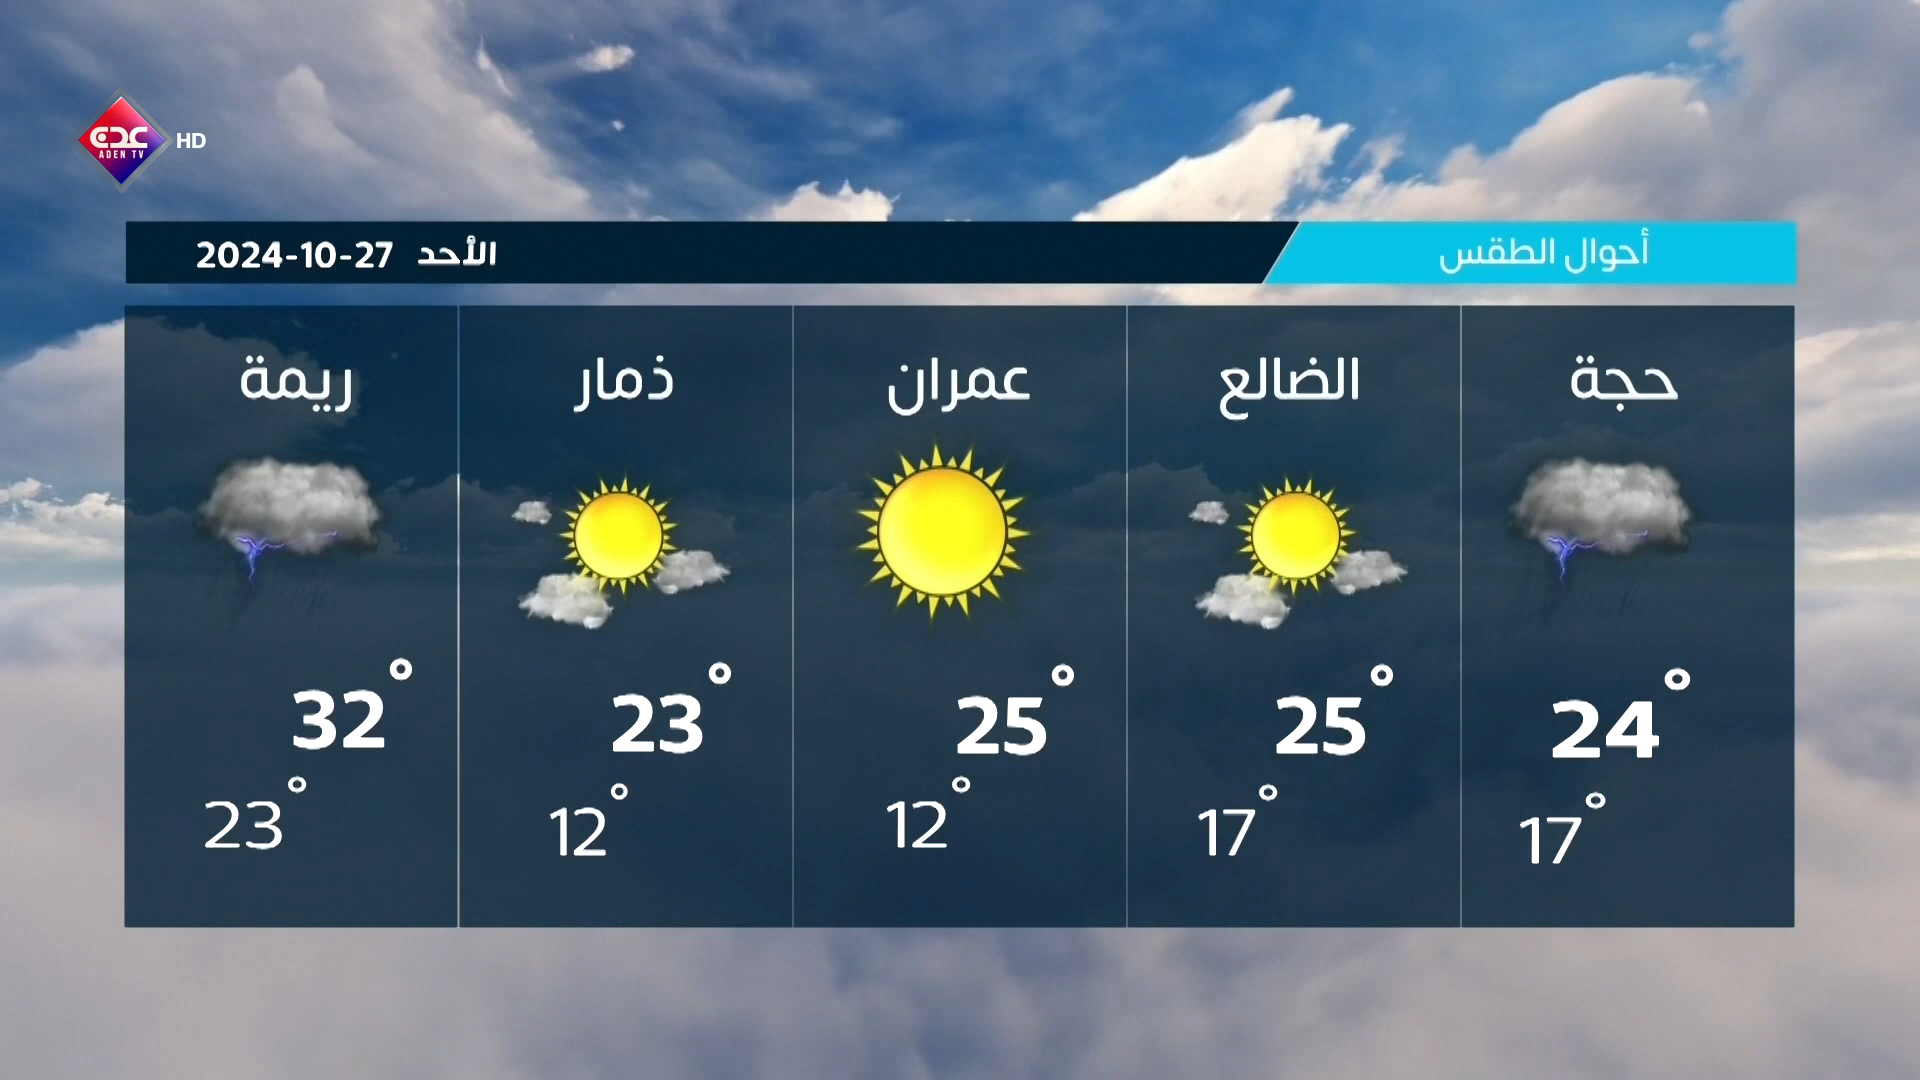 عدن
ADEN TV
HD
أحوال الطقس
الأحد 27-10-2024
حجة
24°
17°
الضالع
25°
17°
عمران
25°
12°
ذمار
23°
12°
ريمة
32°
23°